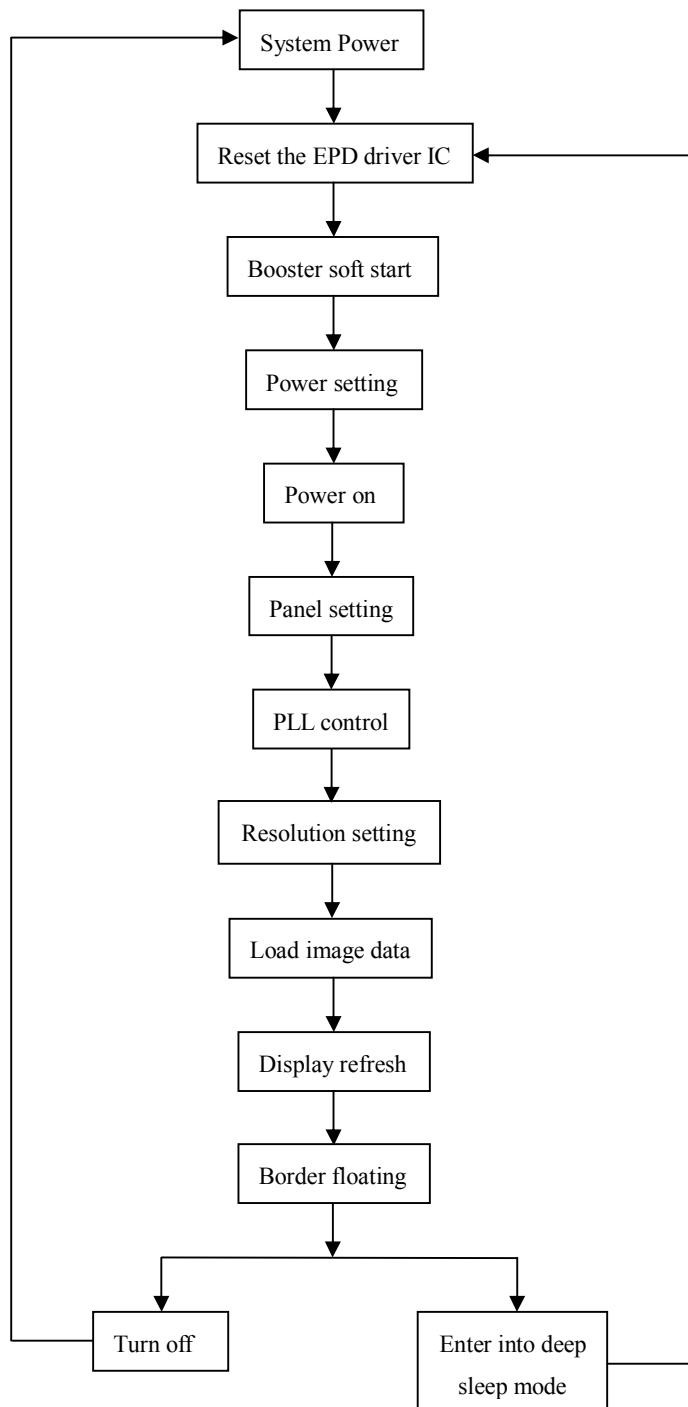 System Power
Reset the EPD driver IC
Booster soft start
Power setting
Power on
Panel setting
PLL control
Resolution setting
Load image data
Display refresh
Border floating
Turn off
Enter into deep
sleep mode